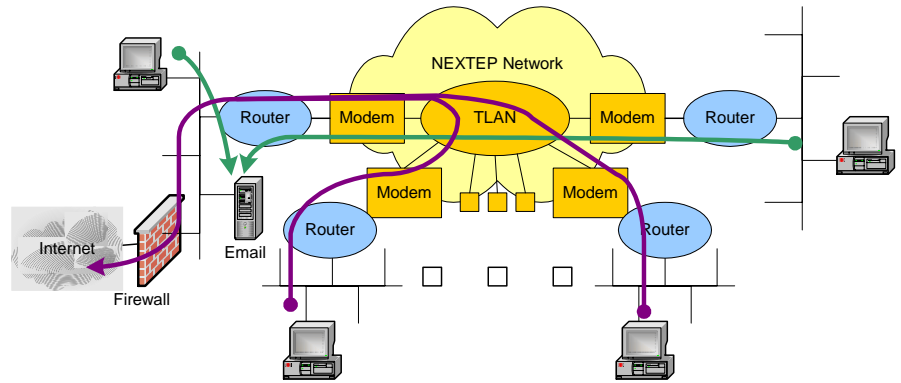 NEXTEP Network
Router
Modem
TLAN
Modem
Router
Modem
Modem
Internet
Email
Router
Router
Firewall